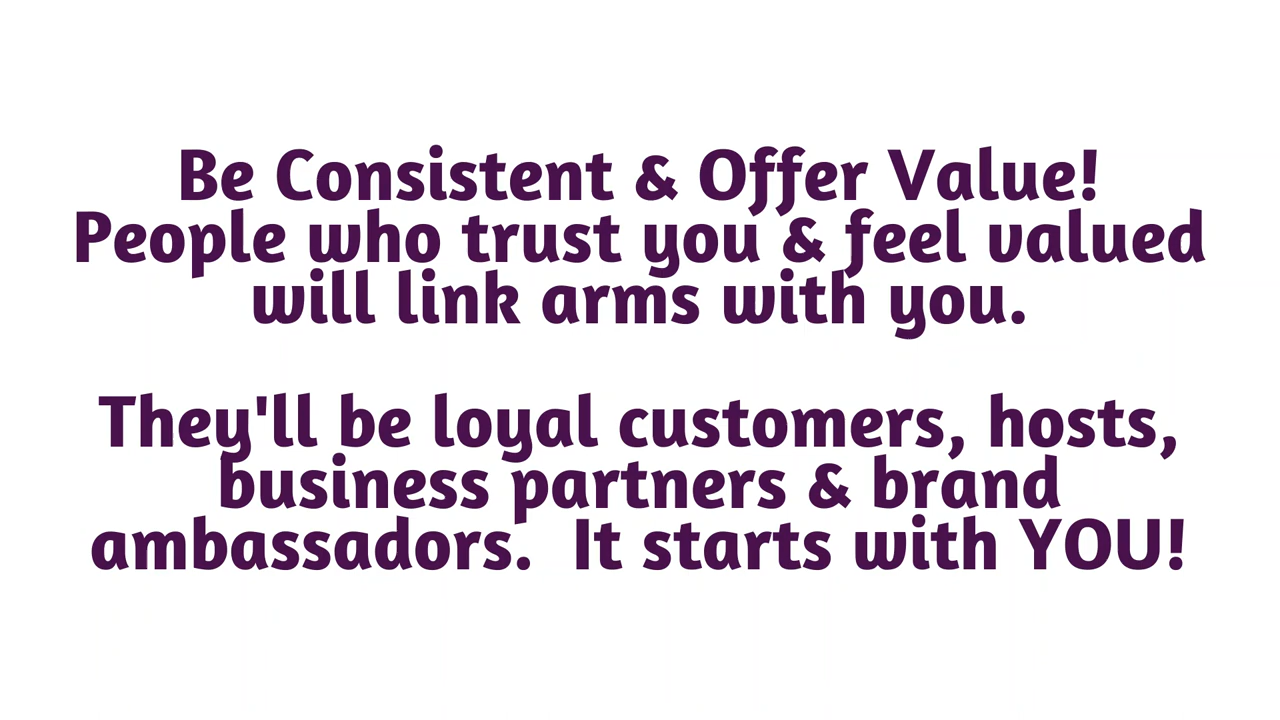 Be Consistent & Offer Value!
People who trust you & feel valued
will link arms with you.
They'll be loyal customers, hosts,
business partners & brand
ambassadors.  It starts with YOU!